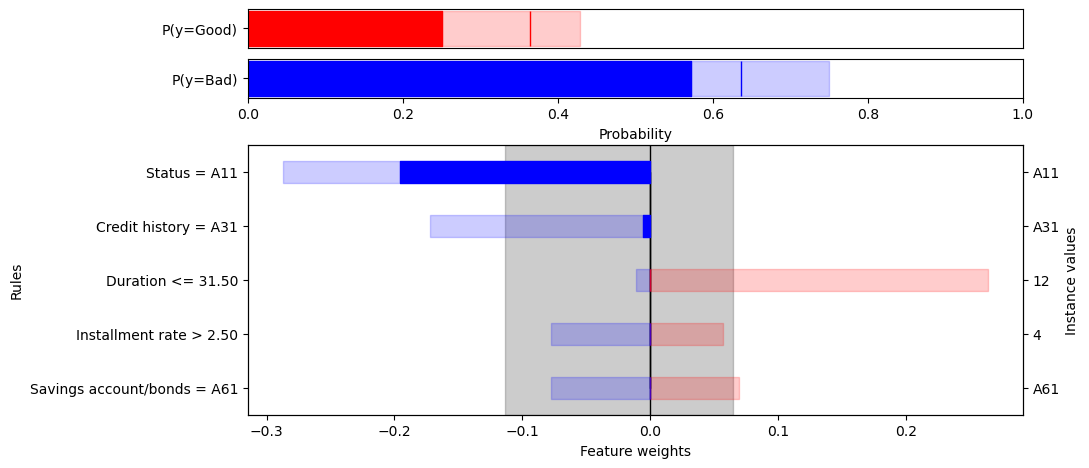 P(y=Good)
P(y=Bad)
0.0 0.2 0.4 0.6 0.8 1.0
Probability
Status = A11 A11
Credit history = A31 A31
Duration <= 31.50 12
Installment rate > 2.50 4
Savings account/bonds = A61 A61
Rules
Instance values
−0.3 −0.2 −0.1 0.0 0.1 0.2
Feature weights